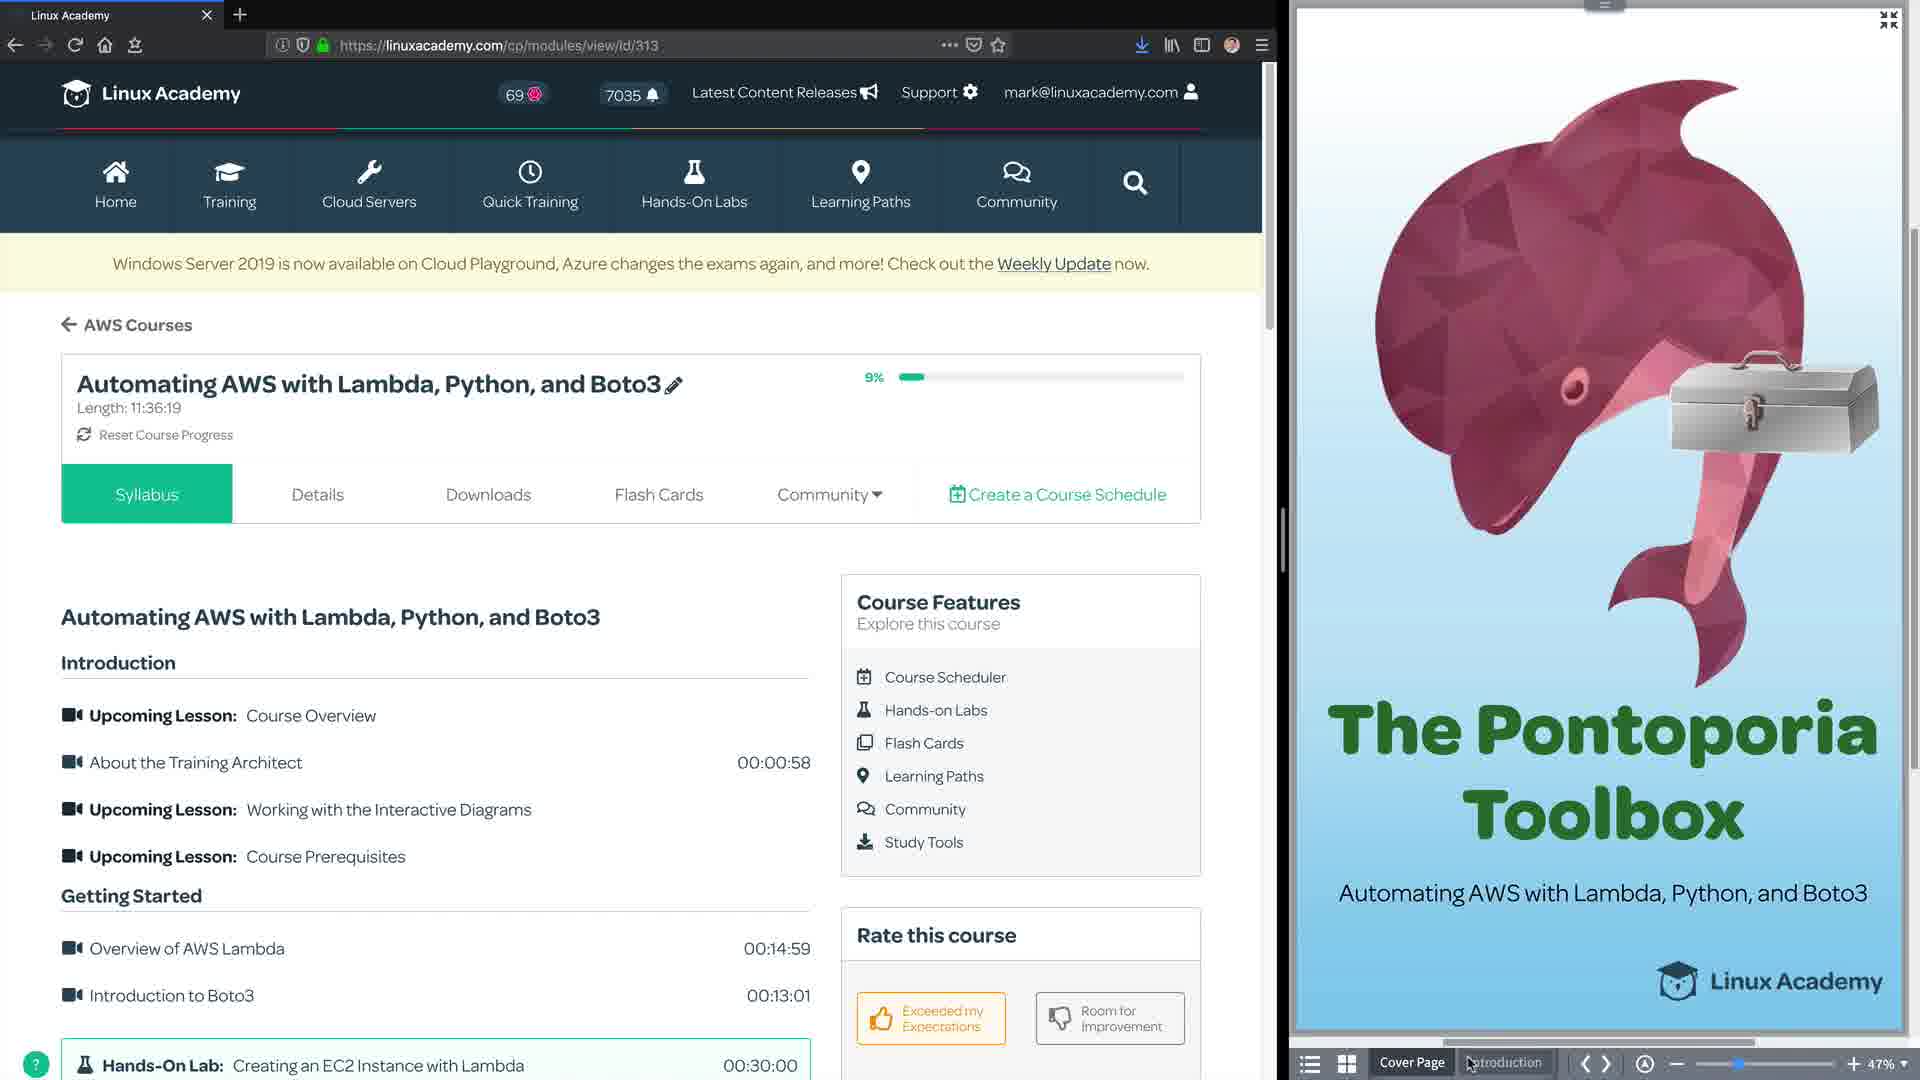 Linux Academy
https://linuxacademy.com/cp/modules/view/id/313
Linux Academy
69
7035
Latest Content Releases
Support
mark@linuxacademy.com
Home
Training
Cloud Servers
Quick Training
Hands-On Labs
Learning Paths
Community
Windows Server 2019 is now available on Cloud Playground, Azure changes the exams again, and more! Check out the Weekly Update now.
AWS Courses
Automating AWS with Lambda, Python, and Boto3
9%
Length: 11:36:19
Reset Course Progress
Syllabus
Details
Downloads
Flash Cards
Community
Create a Course Schedule
Automating AWS with Lambda, Python, and Boto3
Introduction
Upcoming Lesson: Course Overview
About the Training Architect 00:00:58
Upcoming Lesson: Working with the Interactive Diagrams
Upcoming Lesson: Course Prerequisites
Getting Started
Overview of AWS Lambda 00:14:59
Introduction to Boto3 00:13:01
? Hands-On Lab: Creating an EC2 Instance with Lambda 00:30:00
Course Features
Explore this course
Course Scheduler
Hands-on Labs
Flash Cards
Learning Paths
Community
Study Tools
Rate this course
Exceeded my
Expectations
Room for
Improvement
The Pontoporia
Toolbox
Automating AWS with Lambda, Python, and Boto3
Linux Academy
Cover Page
Introduction
47%